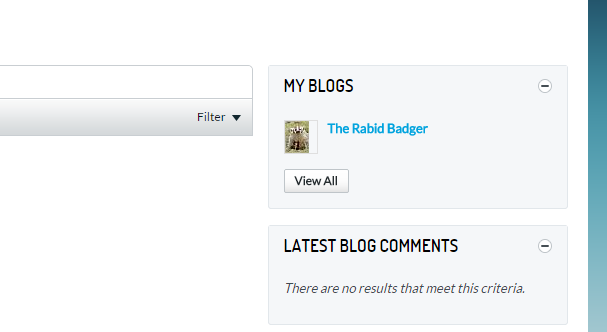 Filter
MY BLOGS
The Rabid Badger
View All
LATEST BLOG COMMENTS
There are no results that meet this criteria.